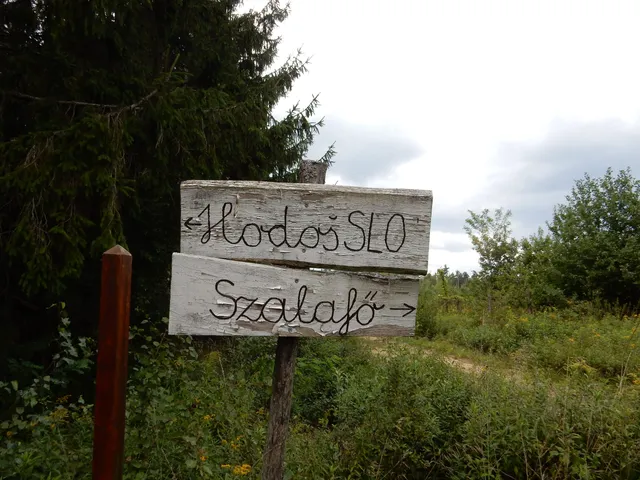 ← Hodoš SLO
Szalafő →